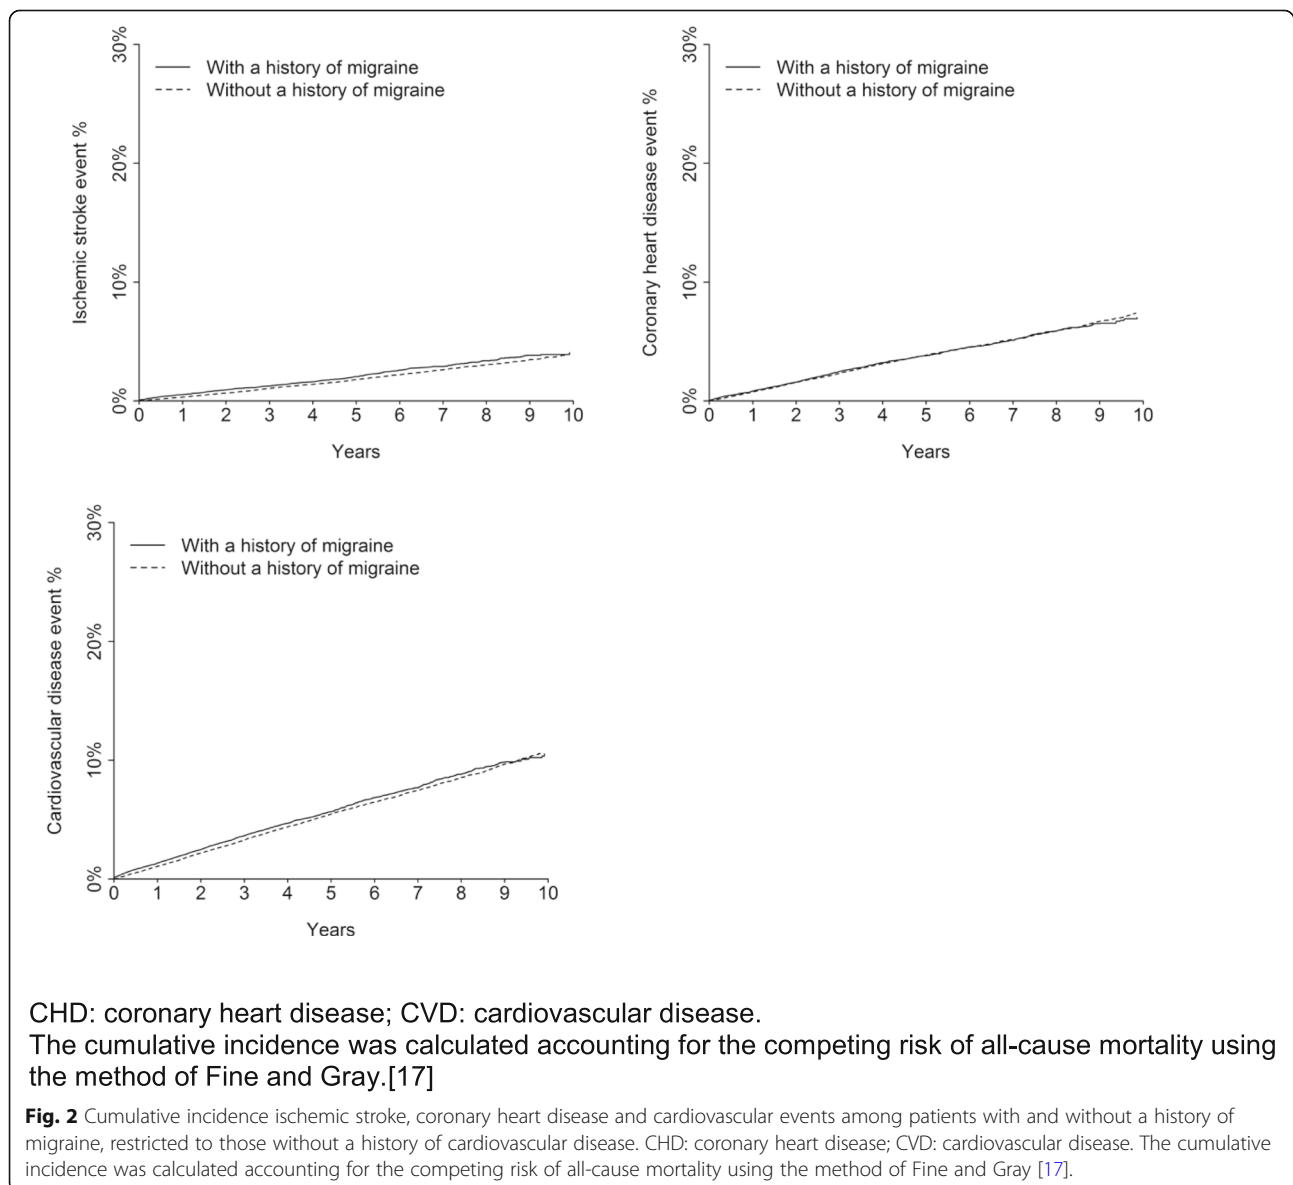 30%
20%
10%
0%
Ischemic stroke event %
With a history of migraine
Without a history of migraine
0 1 2 3 4 5 6 7 8 9 10
Years
30%
20%
10%
0%
Coronary heart disease event %
With a history of migraine
Without a history of migraine
0 1 2 3 4 5 6 7 8 9 10
Years
30%
20%
10%
0%
Cardiovascular disease event %
With a history of migraine
Without a history of migraine
0 1 2 3 4 5 6 7 8 9 10
Years
CHD: coronary heart disease; CVD: cardiovascular disease.
The cumulative incidence was calculated accounting for the competing risk of all-cause mortality using
the method of Fine and Gray.[17]
Fig. 2 Cumulative incidence ischemic stroke, coronary heart disease and cardiovascular events among patients with and without a history of
migraine, restricted to those without a history of cardiovascular disease. CHD: coronary heart disease; CVD: cardiovascular disease. The cumulative
incidence was calculated accounting for the competing risk of all-cause mortality using the method of Fine and Gray [17].